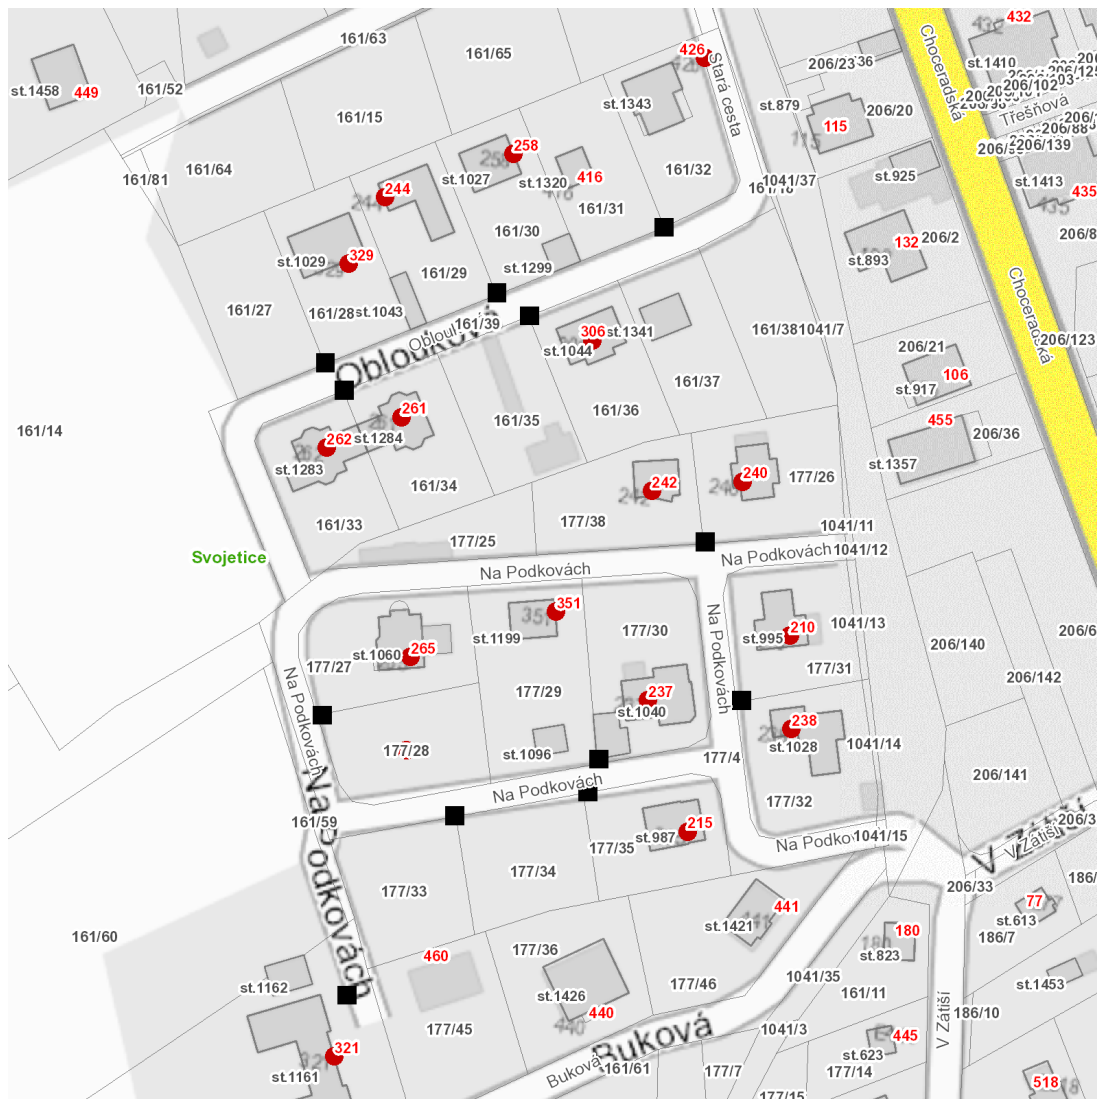 432
161/63
161/65
426
206/23
st.1410
Choceradská
161/52
st.1458
449
st.1343
Stará cesta
206/102
st.879
206/20
161/15
Třešňová
115
206/139
258
161/64
161/81
244
st.1027
st.1320
416
161/32
1041/37
st.925
st.1413
435
161/31
161/30
132
206/2
st.893
st.1029
329
st.1299
161/29
161/27
161/28
st.1043
161/39
Oblouková
306
st.1341
st.1044
161/38
1041/7
Choceradská
206/123
206/21
106
st.917
161/37
161/36
161/35
261
262
st.1284
161/14
455
206/36
st.1357
st.1283
161/34
242
240
177/26
161/33
177/38
1041/11
177/25
Svojetice
Na Podkovách
Na Podkovách
1041/12
351
st.1199
177/30
Na Podkovách
210
st.995
1041/13
206/140
st.1060
265
177/27
177/31
206/142
177/29
237
st.1040
Na Podkovách
238
st.1028
1041/14
177/28
st.1096
177/4
206/141
Na Podkovách
177/32
161/59
Na Podkovách
215
st.987
177/35
1041/15
V Zátiší
V Zátiší
177/34
177/33
206/33
77
st.613
441
st.1421
180
st.823
186/7
161/60
460
177/36
st.1162
st.1426
177/46
1041/35
161/11
st.1453
V Zátiší
440
186/10
177/45
1041/3
445
st.623
Buková
Buková
321
st.1161
161/61
177/7
177/14
518
177/15